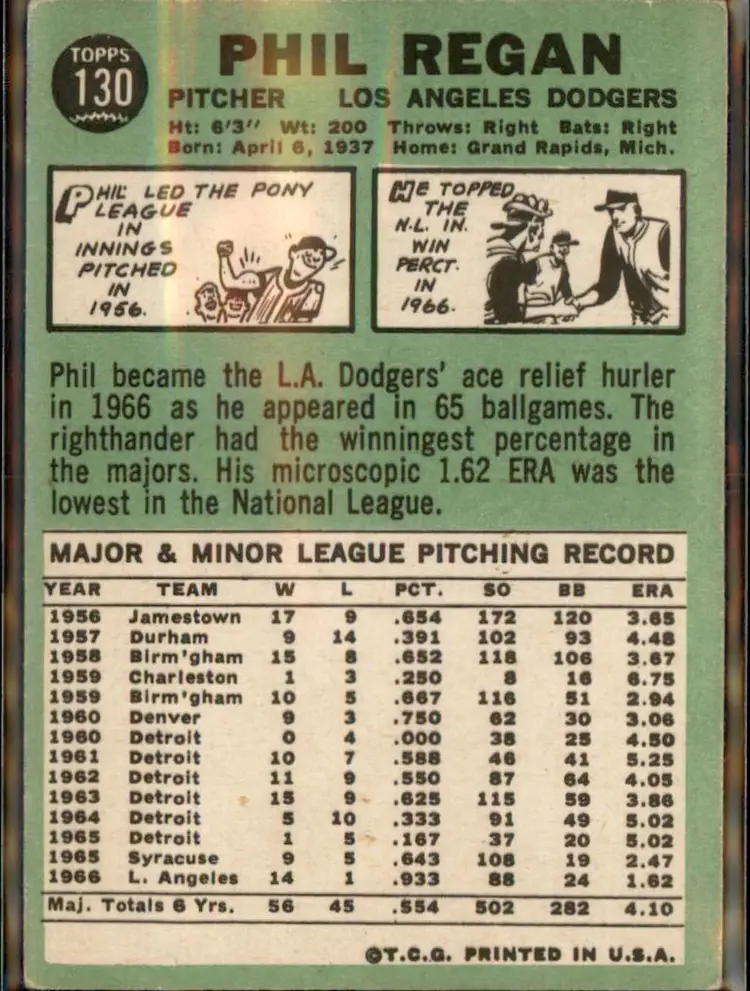 TOPPS
130
PHIL REGAN
PITCHER LOS ANGELES DODGERS
Ht: 6'3" Wt: 200 Throws: Right Bats: Right
Born: April 6, 1937 Home: Grand Rapids, Mich.
PHIL LED THE PONY
LEAGUE
IN
INNINGS
PITCHED
IN
1956.
HE TOPPED
THE
N.L. IN
WIN
PERCT.
IN
1966.
Phil became the L.A. Dodgers' ace relief hurler
in 1966 as he appeared in 65 ballgames. The
righthander had the winningest percentage in
the majors. His microscopic 1.62 ERA was the
lowest in the National League.
MAJOR & MINOR LEAGUE PITCHING RECORD
YEAR TEAM W L PCT. SO BB ERA
1956 Jamestown 17 9 .654 172 120 3.65
1957 Durham 9 14 .391 102 93 4.48
1958 Birm'gham 15 8 .652 118 106 3.67
1959 Charleston 1 3 .250 8 16 6.75
1959 Birm'gham 10 5 .667 116 51 2.94
1960 Denver 9 3 .750 62 30 3.06
1960 Detroit 0 4 .000 38 25 4.50
1961 Detroit 10 7 .588 46 41 5.25
1962 Detroit 11 9 .550 87 64 4.05
1963 Detroit 15 9 .625 115 59 3.86
1964 Detroit 5 10 .333 91 49 5.02
1965 Detroit 1 5 .167 37 20 5.02
1965 Syracuse 9 5 .643 108 19 2.47
1966 L. Angeles 14 1 .933 88 24 1.62
Maj. Totals 6 Yrs. 56 45 .554 502 282 4.10
©T.C.G. PRINTED IN U.S.A.